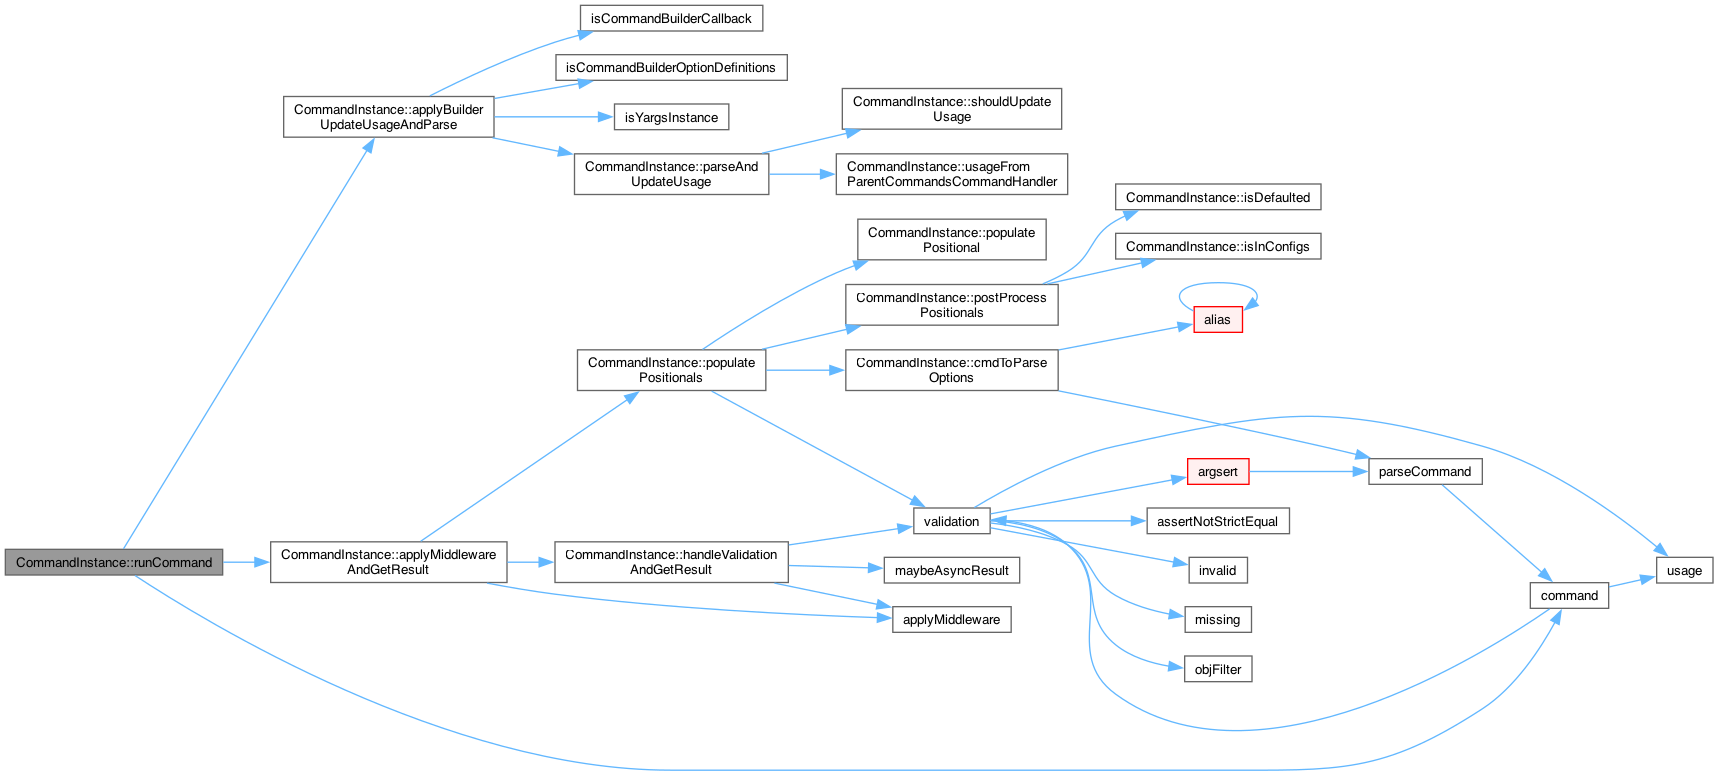 isCommandBuilderCallback
isCommandBuilderOptionDefinitions
CommandInstance::applyBuilder
UpdateUsageAndParse
isYargsInstance
CommandInstance::shouldUpdate
Usage
CommandInstance::parseAnd
UpdateUsage
CommandInstance::usageFrom
ParentCommandsCommandHandler
CommandInstance::isDefaulted
CommandInstance::populate
Positional
CommandInstance::isInConfigs
CommandInstance::postProcess
Positionals
alias
CommandInstance::populate
Positionals
CommandInstance::cmdToParse
Options
argsert
parseCommand
validation
assertNotStrictEqual
CommandInstance::runCommand
CommandInstance::applyMiddleware
AndGetResult
CommandInstance::handleValidation
AndGetResult
maybeAsyncResult
invalid
usage
command
applyMiddleware
missing
objFilter